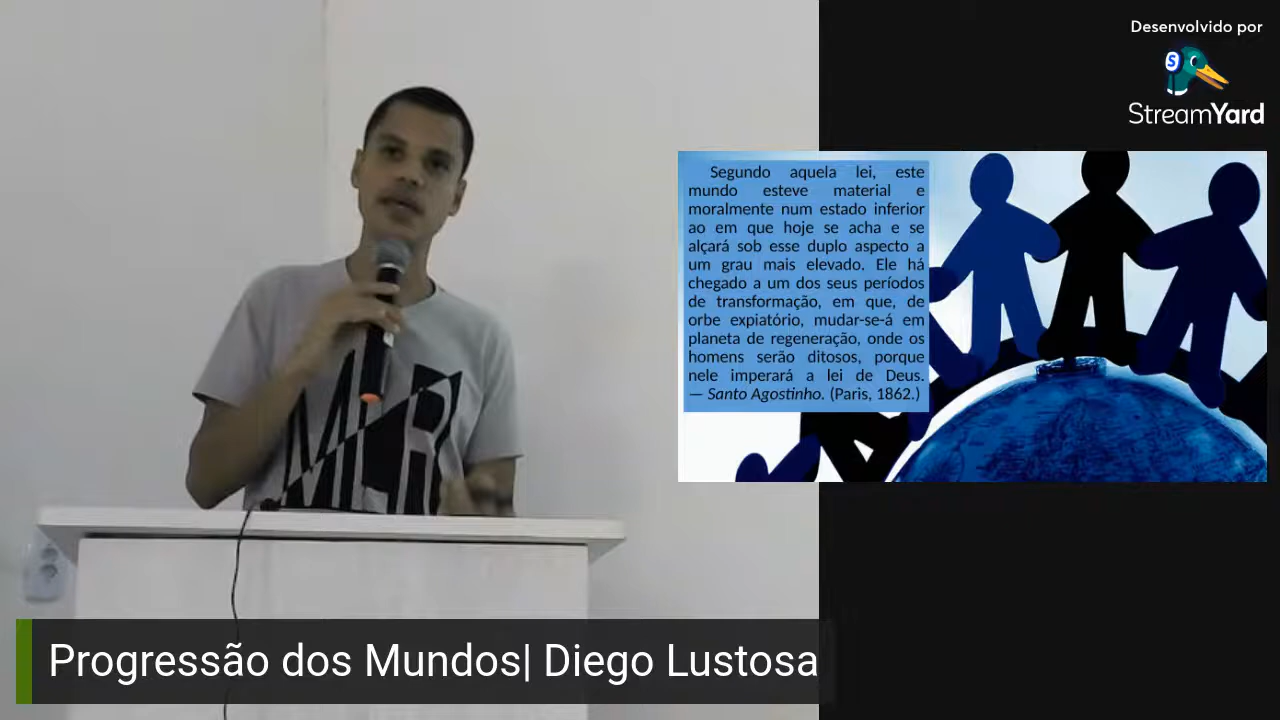 Desenvolvido por
S
StreamYard
Segundo aquela lei, este
mundo esteve material e
moralmente num estado inferior
ao em que hoje se acha e se
alçará sob esse duplo aspecto a
um grau mais elevado. Ele há
chegado a um dos seus períodos
de transformação, em que, de
orbe expiatório, mudar-se-á em
planeta de regeneração, onde os
homens serão ditosos, porque
nele imperará a lei de Deus.
— Santo Agostinho. (Paris, 1862.)
Progressão dos Mundos| Diego Lustosa